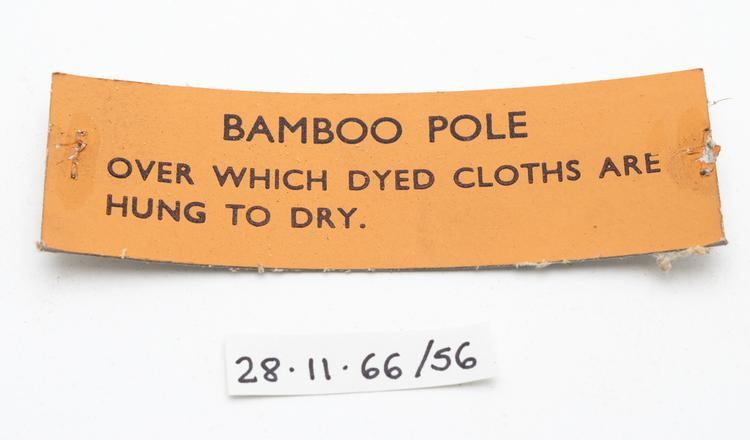 BAMBOO POLE
OVER WHICH DYED CLOTHS ARE
HUNG TO DRY.
28·11·66/56